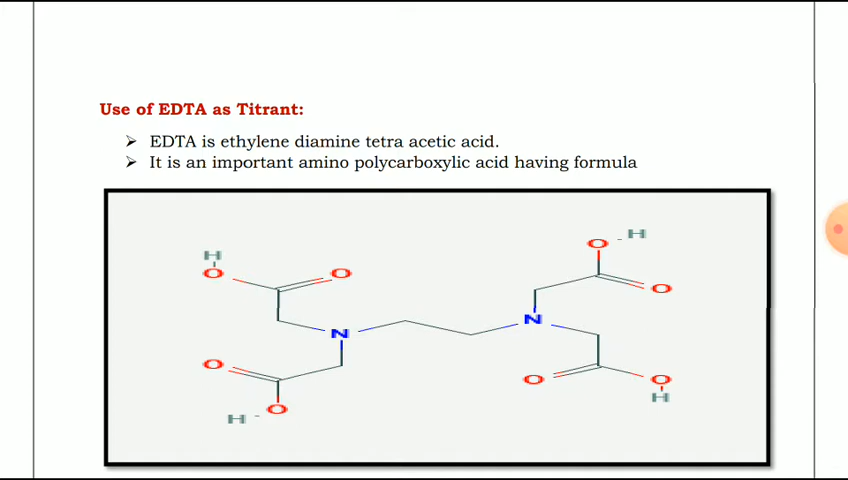 Use of EDTA as Titrant:
➢ EDTA is ethylene diamine tetra acetic acid.
➢ It is an important amino polycarboxylic acid having formula
H
O
O
N
O
O
H
O
H
O
N
O
O
H